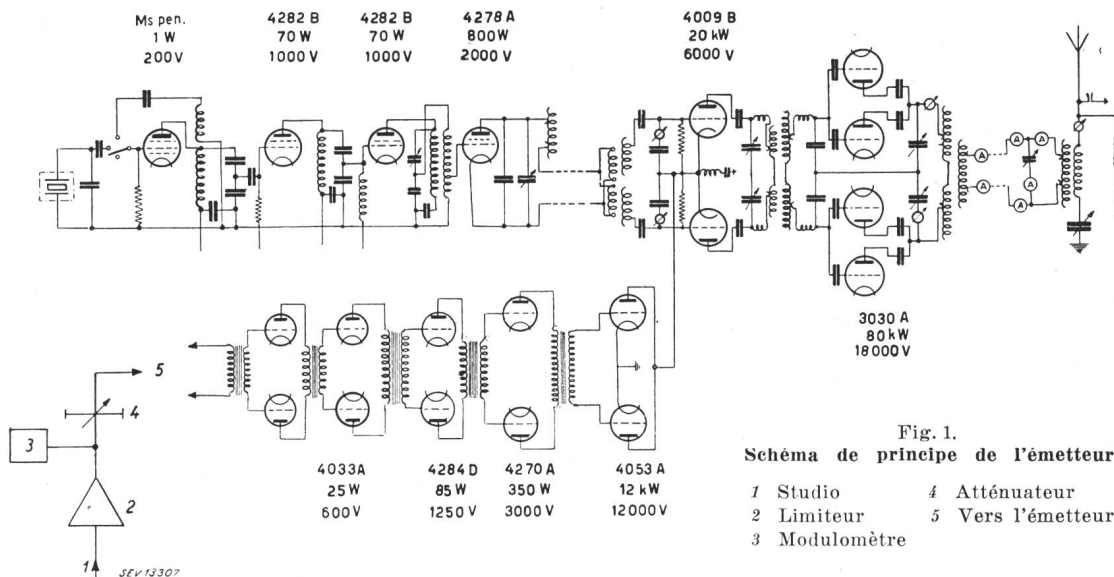 Ms pen.
1 W
200 V
4282 B
70 W
1000 V
4282 B
70 W
1000 V
4278 A
800 W
2000 V
4009 B
20 kW
6000 V
A
A
A
A
A
A
3030 A
80 kW
18000 V
5
4
3
2
1
4033 A
25 W
600 V
4284 D
85 W
1250 V
4270 A
350 W
3000 V
4053 A
12 kW
12000 V
SEV 13307
Fig. 1.
Schéma de principe de l'émetteur
1 Studio
2 Limiteur
3 Modulomètre
4 Atténuateur
5 Vers l'émetteur